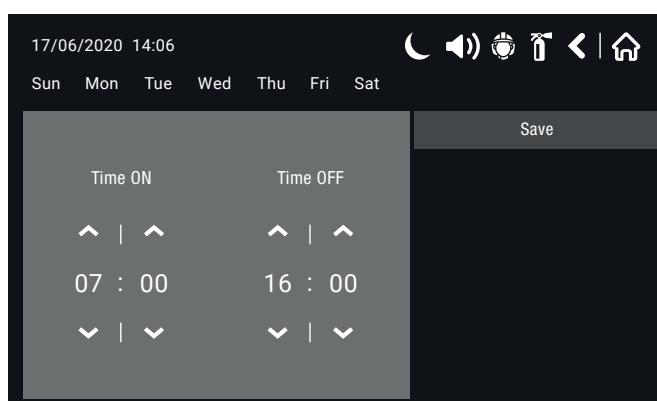 17/06/2020 14:06
Sun Mon Tue Wed Thu Fri Sat
Save
Time ON Time OFF
07 : 00 16 : 00